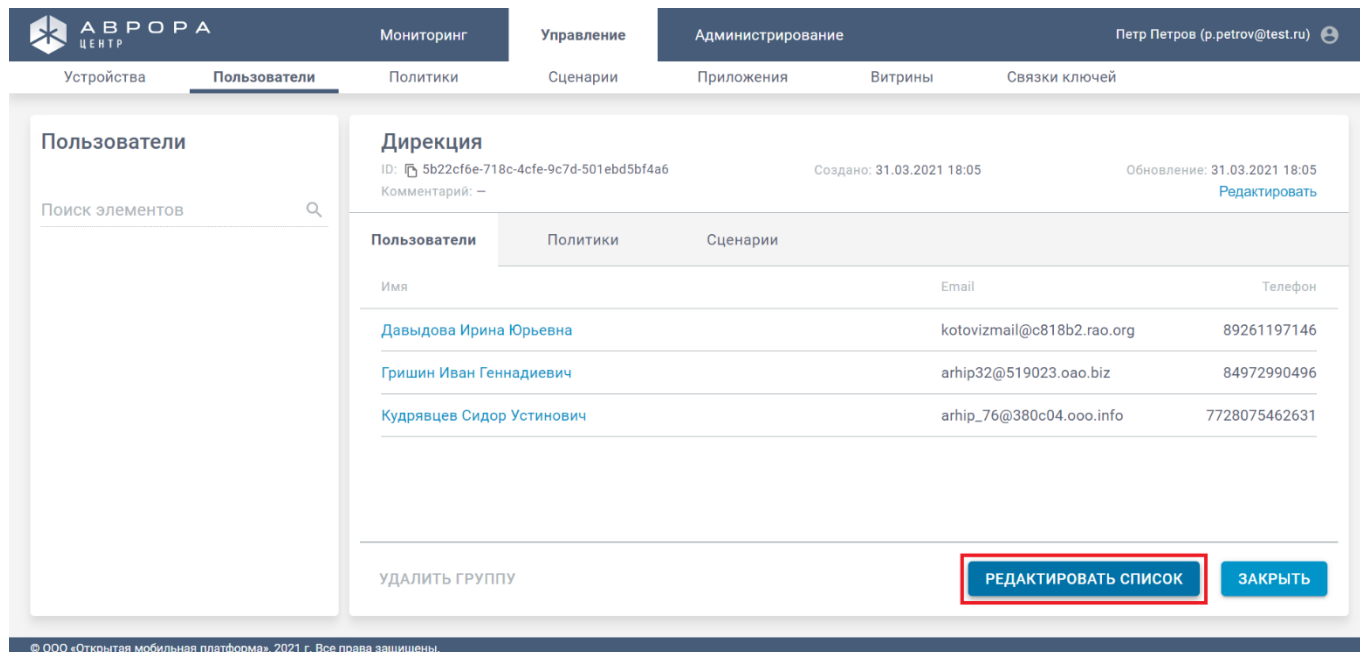 АВРОРА
ЦЕНТР
Мониторинг Управление Администрирование Петр Петров (p.petrov@test.ru)
Устройства Пользователи Политики Сценарии Приложения Витрины Связки ключей
Пользователи
Поиск элементов
Дирекция
ID: 5b22cf6e-718c-4cfe-9c7d-501ebd5bf4a6 Создано: 31.03.2021 18:05 Обновление: 31.03.2021 18:05
Комментарий: — Редактировать
Пользователи Политики Сценарии
Имя Email Телефон
Давыдова Ирина Юрьевна kotovizmail@c818b2.rao.org 89261197146
Гришин Иван Геннадиевич arhip32@519023.oao.biz 84972990496
Кудрявцев Сидор Устинович arhip_76@380c04.ooo.info 7728075462631
УДАЛИТЬ ГРУППУ РЕДАКТИРОВАТЬ СПИСОК ЗАКРЫТЬ
© ООО «Открытая мобильная платформа», 2021 г. Все права защищены.